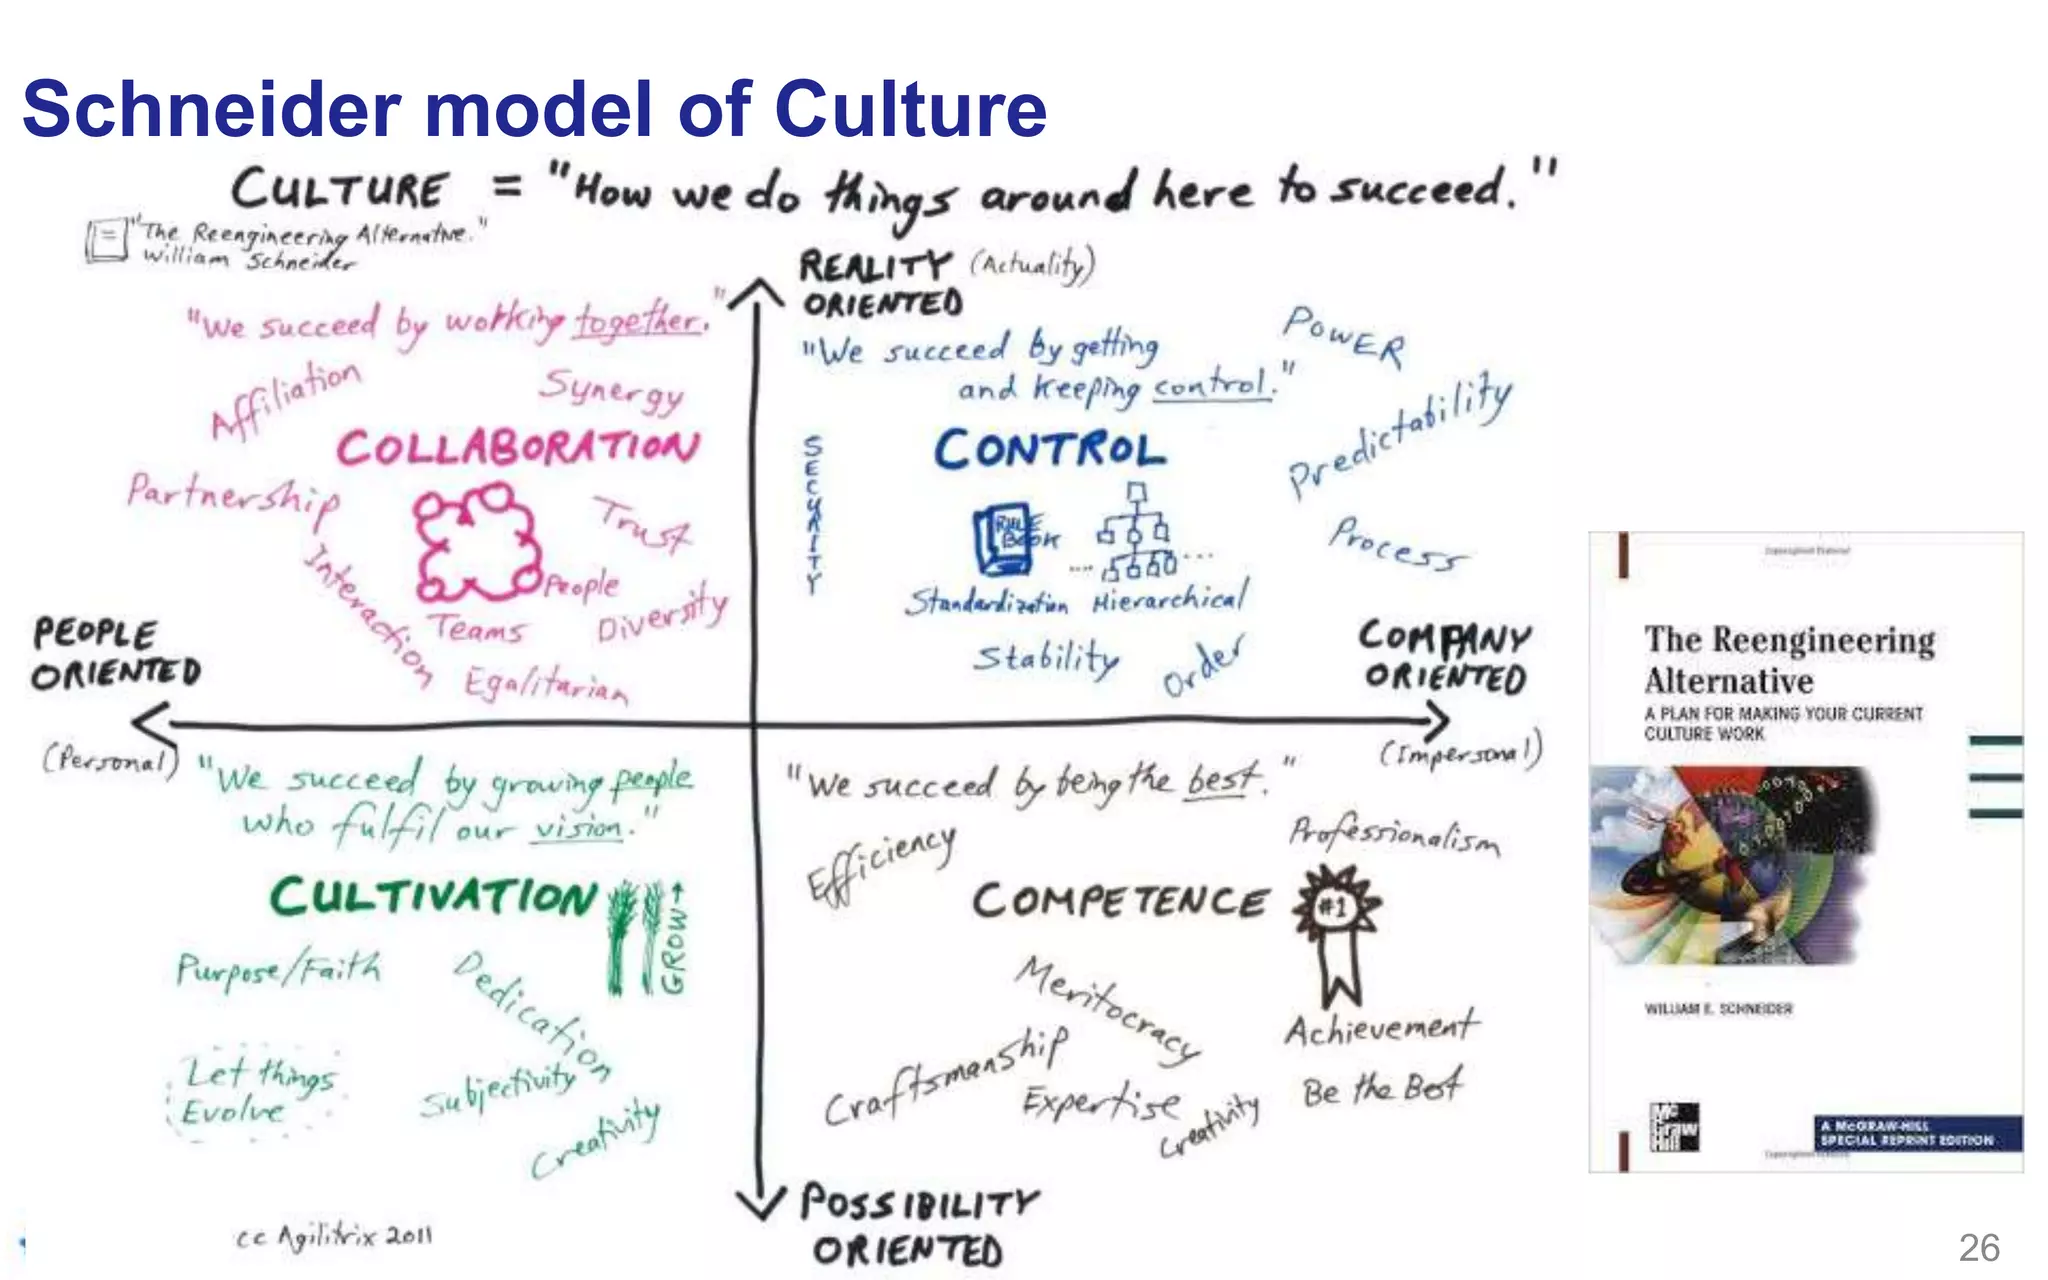 Schneider model of Culture
CULTURE = "How we do things around here to succeed."
"The Reengineering Alternative."
William Schneider
REALITY (Actuality)
ORIENTED
"We succeed by working together."
Affiliation
Synergy
COLLABORATION
Partnership
Trust
Interaction
People
Teams
Diversity
Egalitarian
"We succeed by getting
and keeping control."
POWER
Predictability
SECURITY
CONTROL
RULE
BOOK
Process
Standardization Hierarchical
Stability
Order
PEOPLE
ORIENTED
(Personal)
COMPANY
ORIENTED
(Impersonal)
"We succeed by growing people
who fulfil our vision."
CULTIVATION
GROW
Purpose/Faith
Dedication
Let things
Evolve
Subjectivity
Creativity
"We succeed by being the best."
Efficiency
Professionalism
COMPETENCE
#1
Meritocracy
Craftsmanship
Expertise
Creativity
Achievement
Be the Best
POSSIBILITY
ORIENTED
cc Agilitrix 2011
The Reengineering
Alternative
A PLAN FOR MAKING YOUR CURRENT
CULTURE WORK
WILLIAM E. SCHNEIDER
Mc
Graw
Hill
A McGRAW-HILL
SPECIAL REPRINT EDITION
26